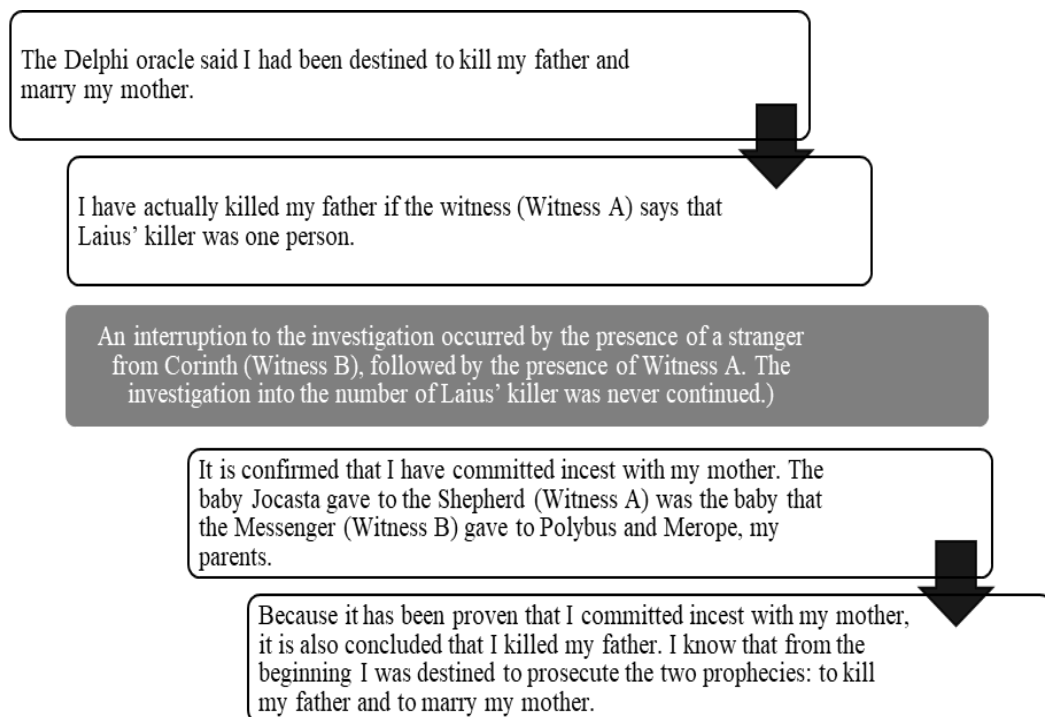 The Delphi oracle said I had been destined to kill my father and
marry my mother.
I have actually killed my father if the witness (Witness A) says that
Laius’ killer was one person.
An interruption to the investigation occurred by the presence of a stranger
from Corinth (Witness B), followed by the presence of Witness A. The
investigation into the number of Laius’ killer was never continued.)
It is confirmed that I have committed incest with my mother. The
baby Jocasta gave to the Shepherd (Witness A) was the baby that
the Messenger (Witness B) gave to Polybus and Merope, my
parents.
Because it has been proven that I committed incest with my mother,
it is also concluded that I killed my father. I know that from the
beginning I was destined to prosecute the two prophecies: to kill
my father and to marry my mother.